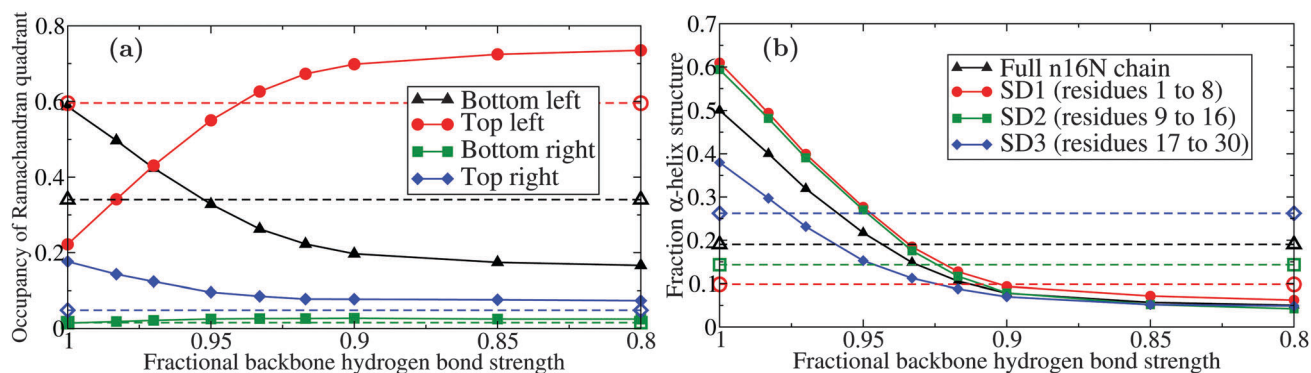 (a)
Occupancy of Ramachandran quadrant
0.8
0.6
0.4
0.2
0
Bottom left
Top left
Bottom right
Top right
1
0.95
0.9
0.85
0.8
Fractional backbone hydrogen bond strength
(b)
Fraction α-helix structure
0.7
0.6
0.5
0.4
0.3
0.2
0.1
0
Full n16N chain
SD1 (residues 1 to 8)
SD2 (residues 9 to 16)
SD3 (residues 17 to 30)
1
0.95
0.9
0.85
0.8
Fractional backbone hydrogen bond strength